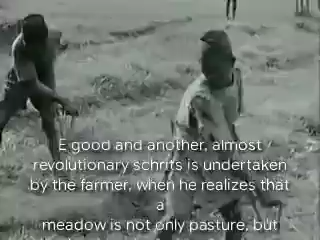 E good and another, almost
revolutionary schrits is undertaken
by the farmer, when he realizes that
a
meadow is not only pasture, but